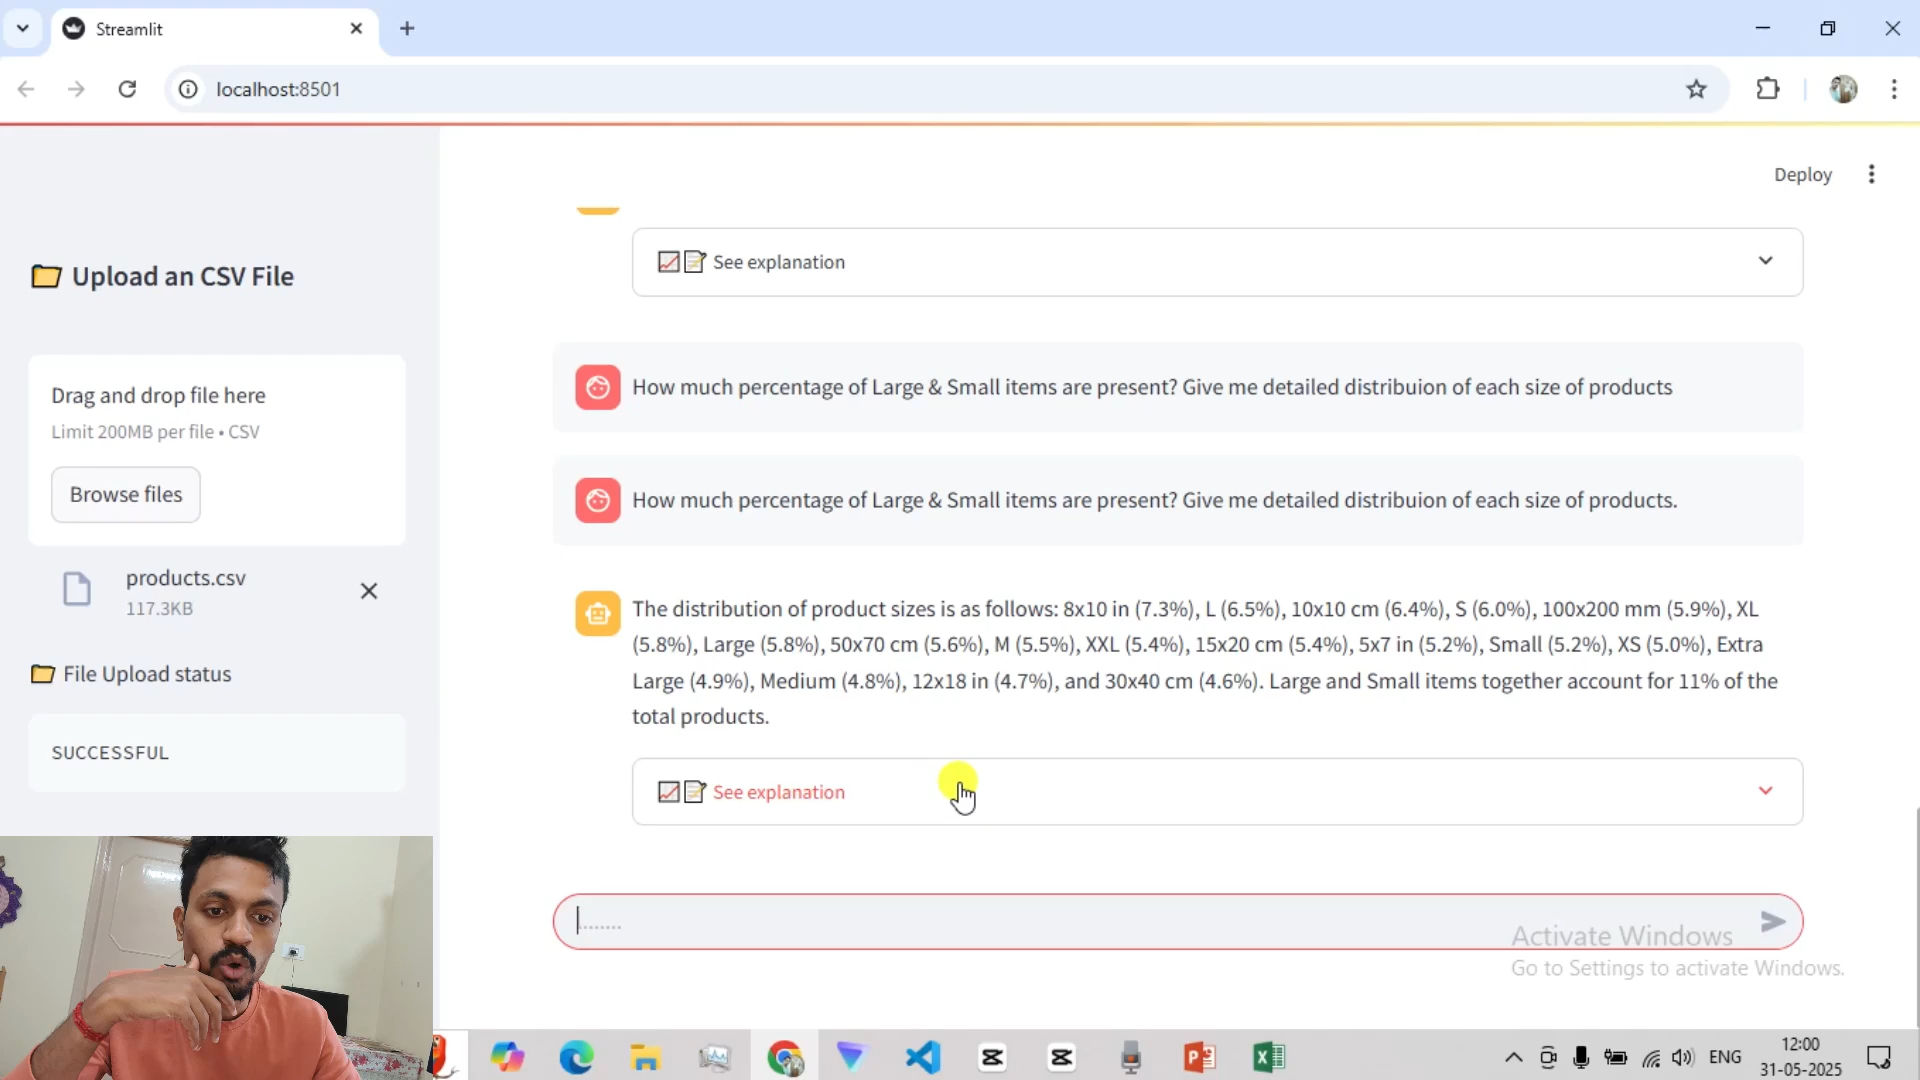 Streamlit
localhost:8501
Deploy
📁 Upload an CSV File
Drag and drop file here
Limit 200MB per file • CSV
Browse files
products.csv
117.3KB
📁 File Upload status
SUCCESSFUL
📈📝 See explanation
How much percentage of Large & Small items are present? Give me detailed distribuion of each size of products
How much percentage of Large & Small items are present? Give me detailed distribuion of each size of products.
The distribution of product sizes is as follows: 8x10 in (7.3%), L (6.5%), 10x10 cm (6.4%), S (6.0%), 100x200 mm (5.9%), XL
(5.8%), Large (5.8%), 50x70 cm (5.6%), M (5.5%), XXL (5.4%), 15x20 cm (5.4%), 5x7 in (5.2%), Small (5.2%), XS (5.0%), Extra
Large (4.9%), Medium (4.8%), 12x18 in (4.7%), and 30x40 cm (4.6%). Large and Small items together account for 11% of the
total products.
📈📝 See explanation
........
Activate Windows
Go to Settings to activate Windows.
ENG
12:00
31-05-2025